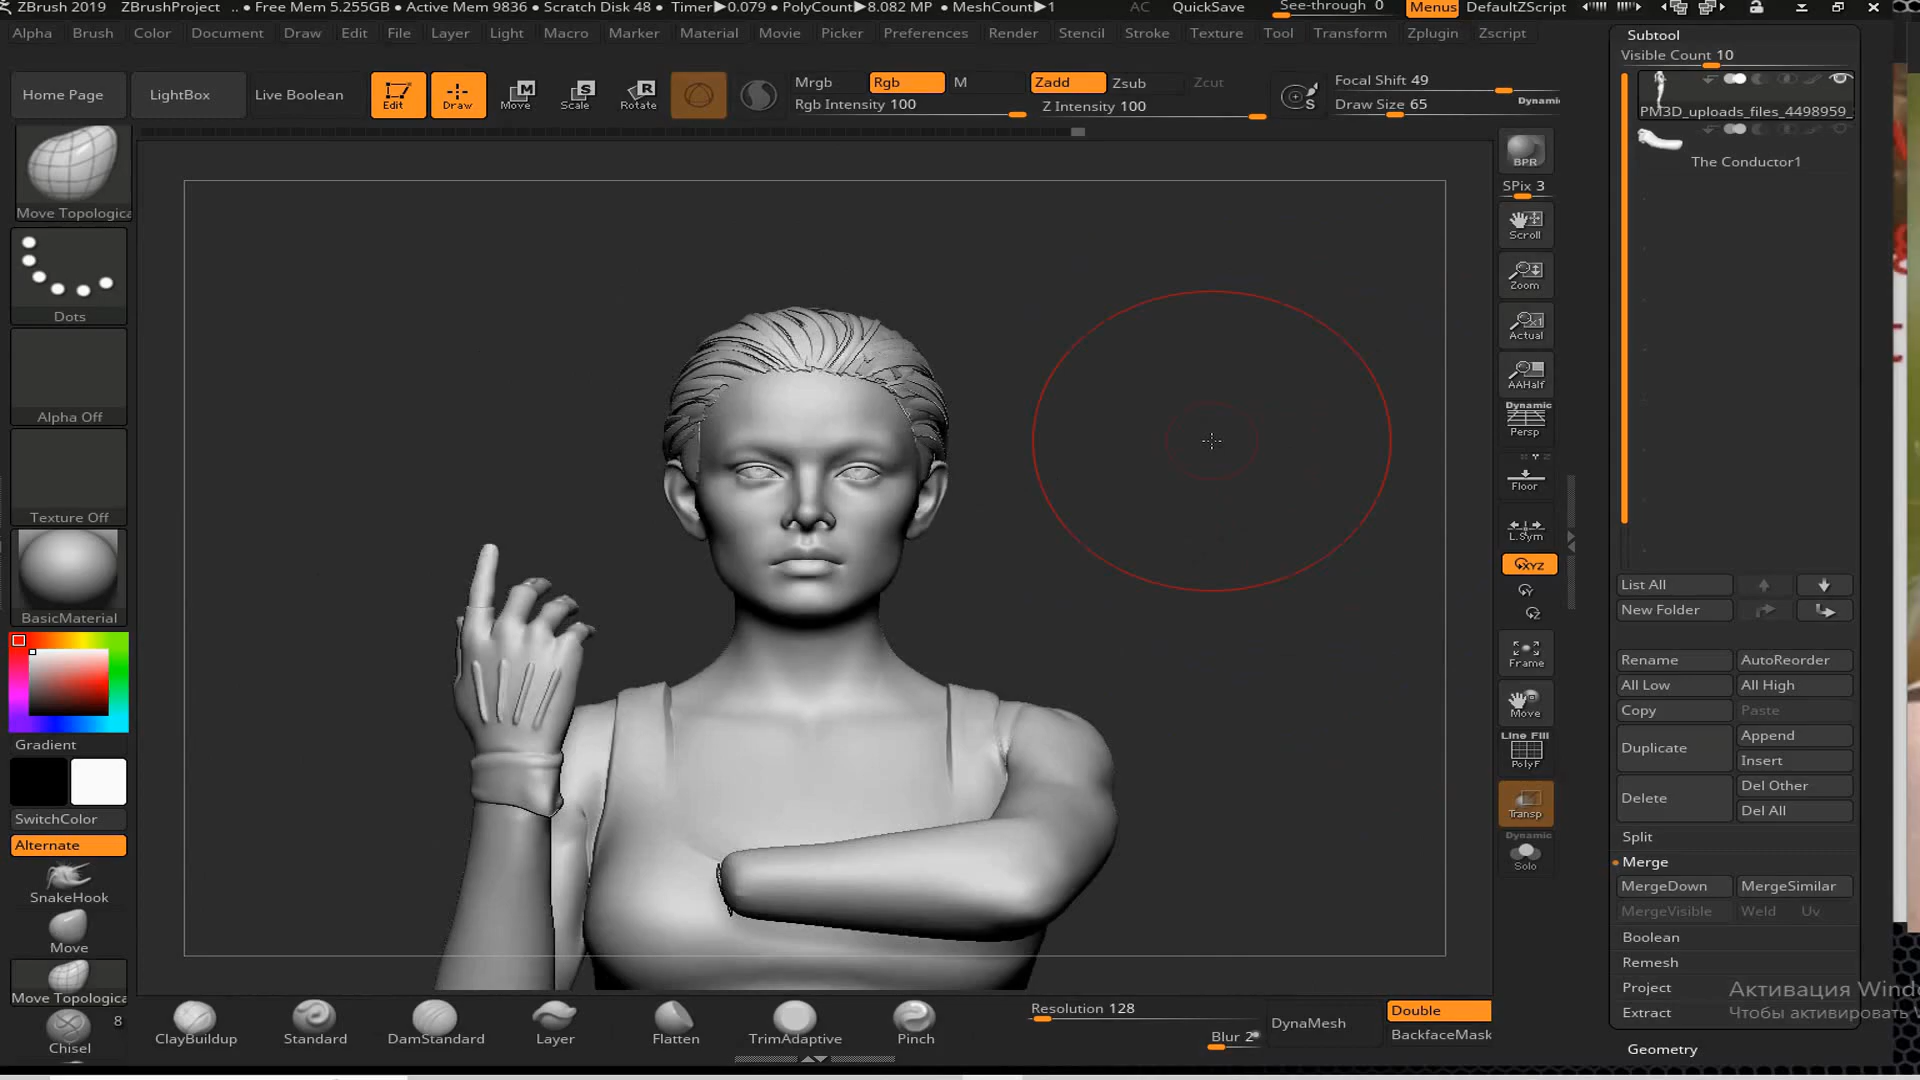 ZBrush 2019 ZBrushProject .. • Free Mem 5.255GB • Active Mem 9836 • Scratch Disk 48 • Timer▶0.079 • PolyCount▶8.082 MP • MeshCount▶1 AC QuickSave See-through 0 Menus DefaultZScript
Alpha Brush Color Document Draw Edit File Layer Light Macro Marker Material Movie Picker Preferences Render Stencil Stroke Texture Tool Transform Zplugin Zscript
Home Page LightBox Live Boolean Edit Draw Move Scale Rotate
Mrgb Rgb M Zadd Zsub Zcut
Rgb Intensity 100 Z Intensity 100
Focal Shift 49
Draw Size 65 Dynamic
Move Topologica
Dots
Alpha Off
Texture Off
BasicMaterial
Gradient
SwitchColor
Alternate
SnakeHook
Move
Move Topologica
8
Chisel
ClayBuildup Standard DamStandard Layer Flatten TrimAdaptive Pinch
Resolution 128
Blur 2
DynaMesh
Double
BackfaceMask
BPR
SPix 3
Scroll
Zoom
Actual
AAHalf
Dynamic
Persp
Floor
L.Sym
XYZ
Frame
Move
Line Fill
PolyF
Transp
Dynamic
Solo
Subtool
Visible Count 10
PM3D_uploads_files_4498959_
The Conductor1
List All
New Folder
Rename AutoReorder
All Low All High
Copy Paste
Duplicate Append
Insert
Delete Del Other
Del All
Split
Merge
MergeDown MergeSimilar
MergeVisible Weld Uv
Boolean
Remesh
Project
Extract
Geometry
Активация Windo
Чтобы активировать